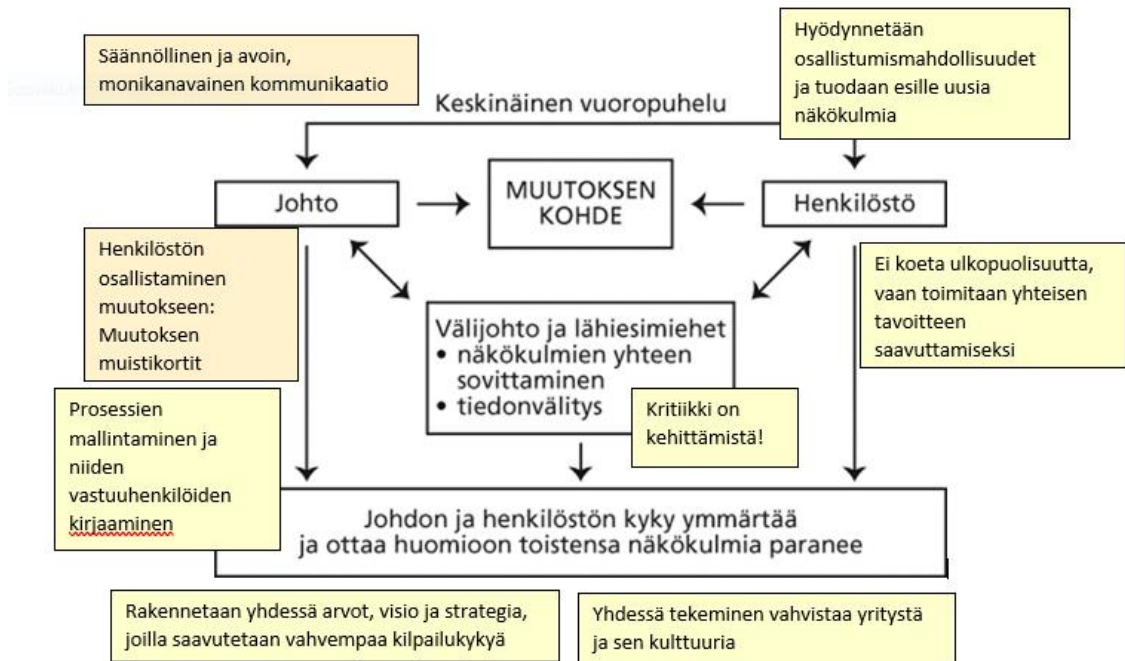 Säännöllinen ja avoin,
monikanavainen kommunikaatio
Hyödynnetään
osallistumismahdollisuudet
ja tuodaan esille uusia
näkökulmia
Keskinäinen vuoropuhelu
Johto
MUUTOKSEN
KOHDE
Henkilöstö
Henkilöstön
osallistaminen
muutokseen:
Muutoksen
muistikortit
Ei koeta ulkopuolisuutta,
vaan toimitaan yhteisen
tavoitteen
saavuttamiseksi
Välijohto ja lähiesimiehet
• näkökulmien yhteen
sovittaminen
• tiedonvälitys
Kritiikki on
kehittämistä!
Prosessien
mallintaminen ja
niiden
vastuuhenkilöiden
kirjaaminen
Johdon ja henkilöstön kyky ymmärtää
ja ottaa huomioon toistensa näkökulmia paranee
Rakennetaan yhdessä arvot, visio ja strategia,
joilla saavutetaan vahvempaa kilpailukykyä
Yhdessä tekeminen vahvistaa yritystä
ja sen kulttuuria